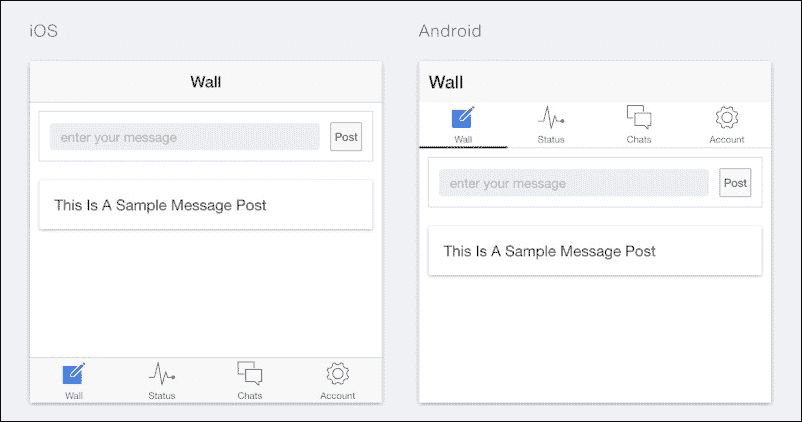 iOS
Wall
enter your message
Post
This Is A Sample Message Post
Wall
Status
Chats
Account
Android
Wall
Wall
Status
Chats
Account
enter your message
Post
This Is A Sample Message Post